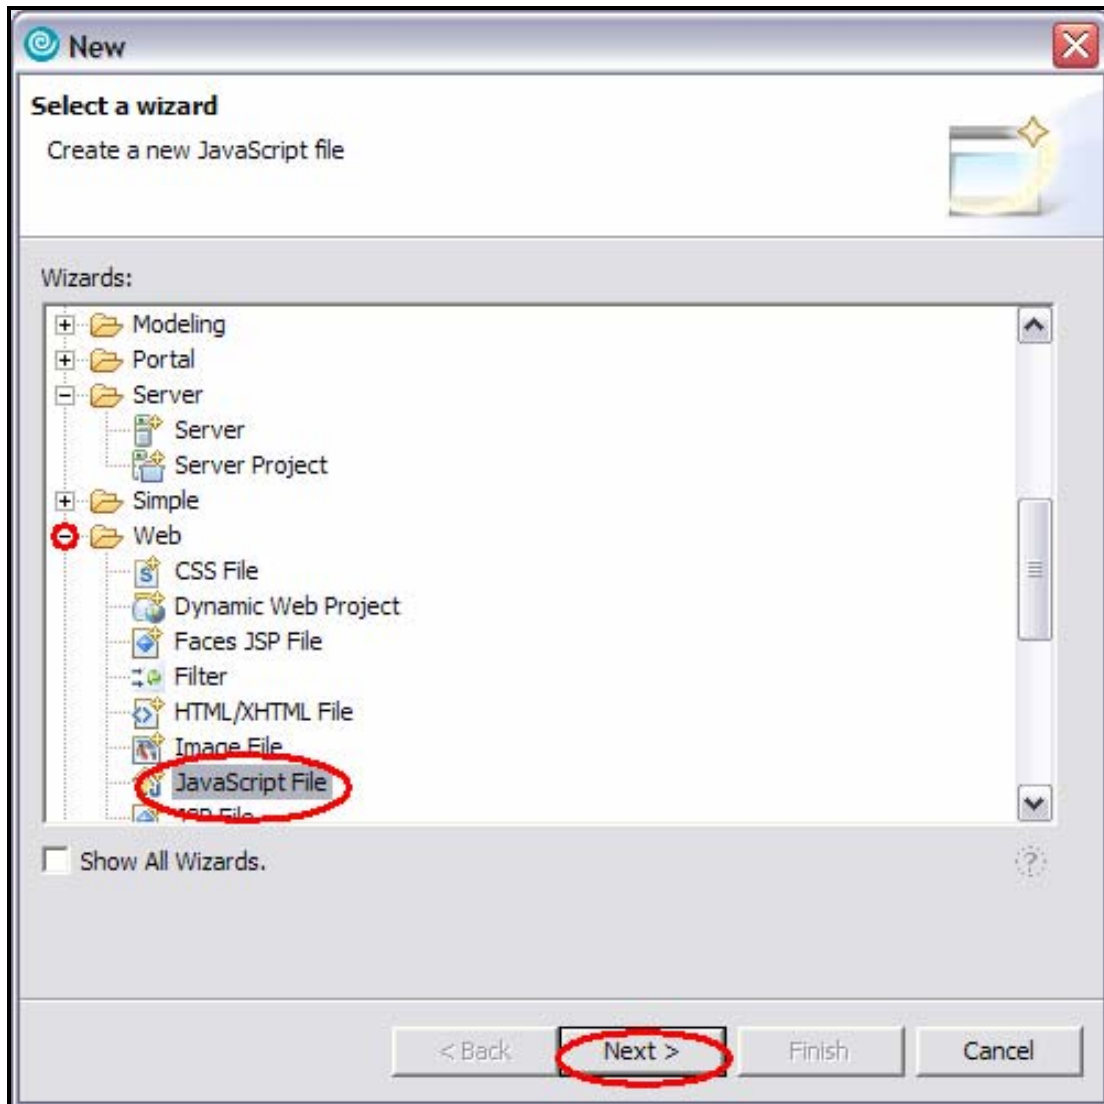 New
Select a wizard
Create a new JavaScript file
Wizards:
Modeling
Portal
Server
Server
Server Project
Simple
Web
CSS File
Dynamic Web Project
Faces JSP File
Filter
HTML/XHTML File
Image File
JavaScript File
JSP File
Show All Wizards.
< Back
Next >
Finish
Cancel